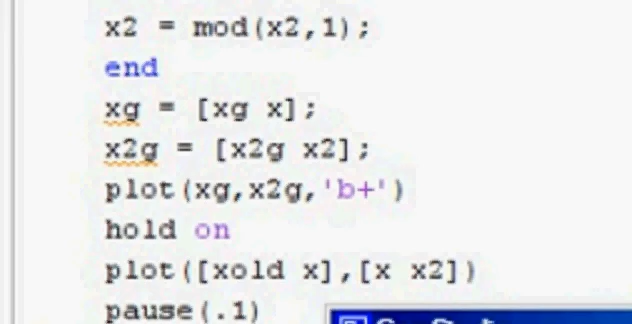 x2 = mod(x2,1);
end
xg = [xg x];
x2g = [x2g x2];
plot(xg,x2g,'b+')
hold on
plot([xold x],[x x2])
pause(.1)